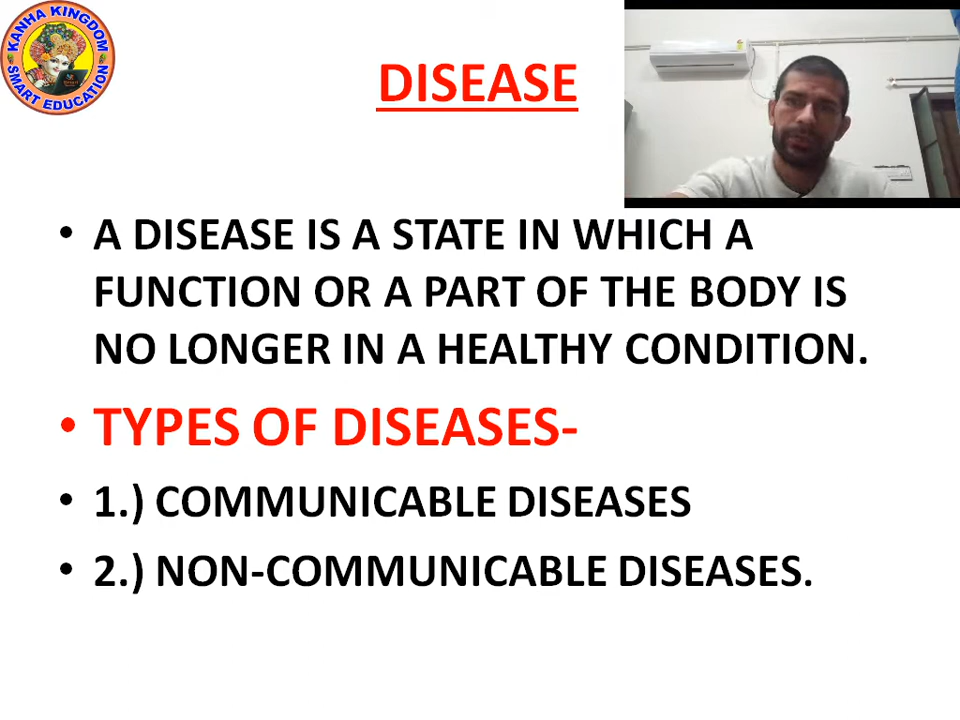 KANHA KINGDOM
SMART EDUCATION
DISEASE
• A DISEASE IS A STATE IN WHICH A
FUNCTION OR A PART OF THE BODY IS
NO LONGER IN A HEALTHY CONDITION.
• TYPES OF DISEASES-
• 1.) COMMUNICABLE DISEASES
• 2.) NON-COMMUNICABLE DISEASES.